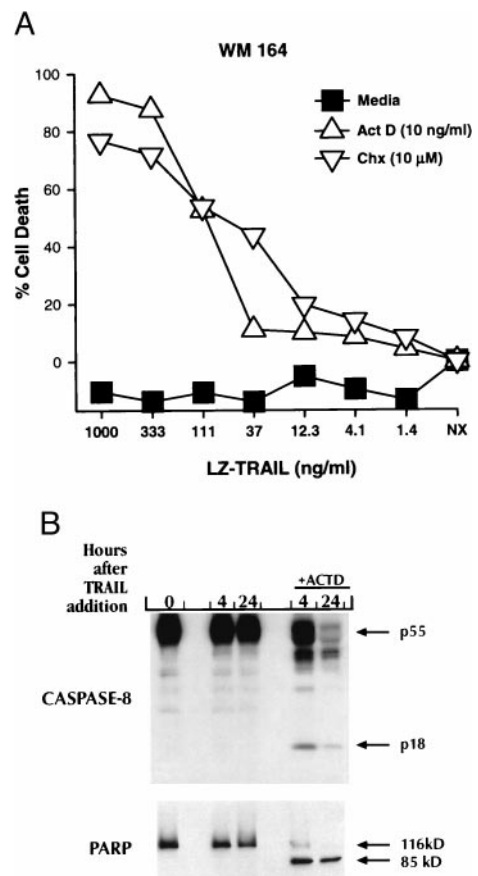 A
WM 164
100
80
60
40
20
0
% Cell Death
Media
Act D (10 ng/ml)
Chx (10 μM)
1000 333 111 37 12.3 4.1 1.4 NX
LZ-TRAIL (ng/ml)
B
Hours
after
TRAIL
addition
+ACTD
0 4 24 4 24
CASPASE-8
p55
p18
PARP
116kD
85 kD